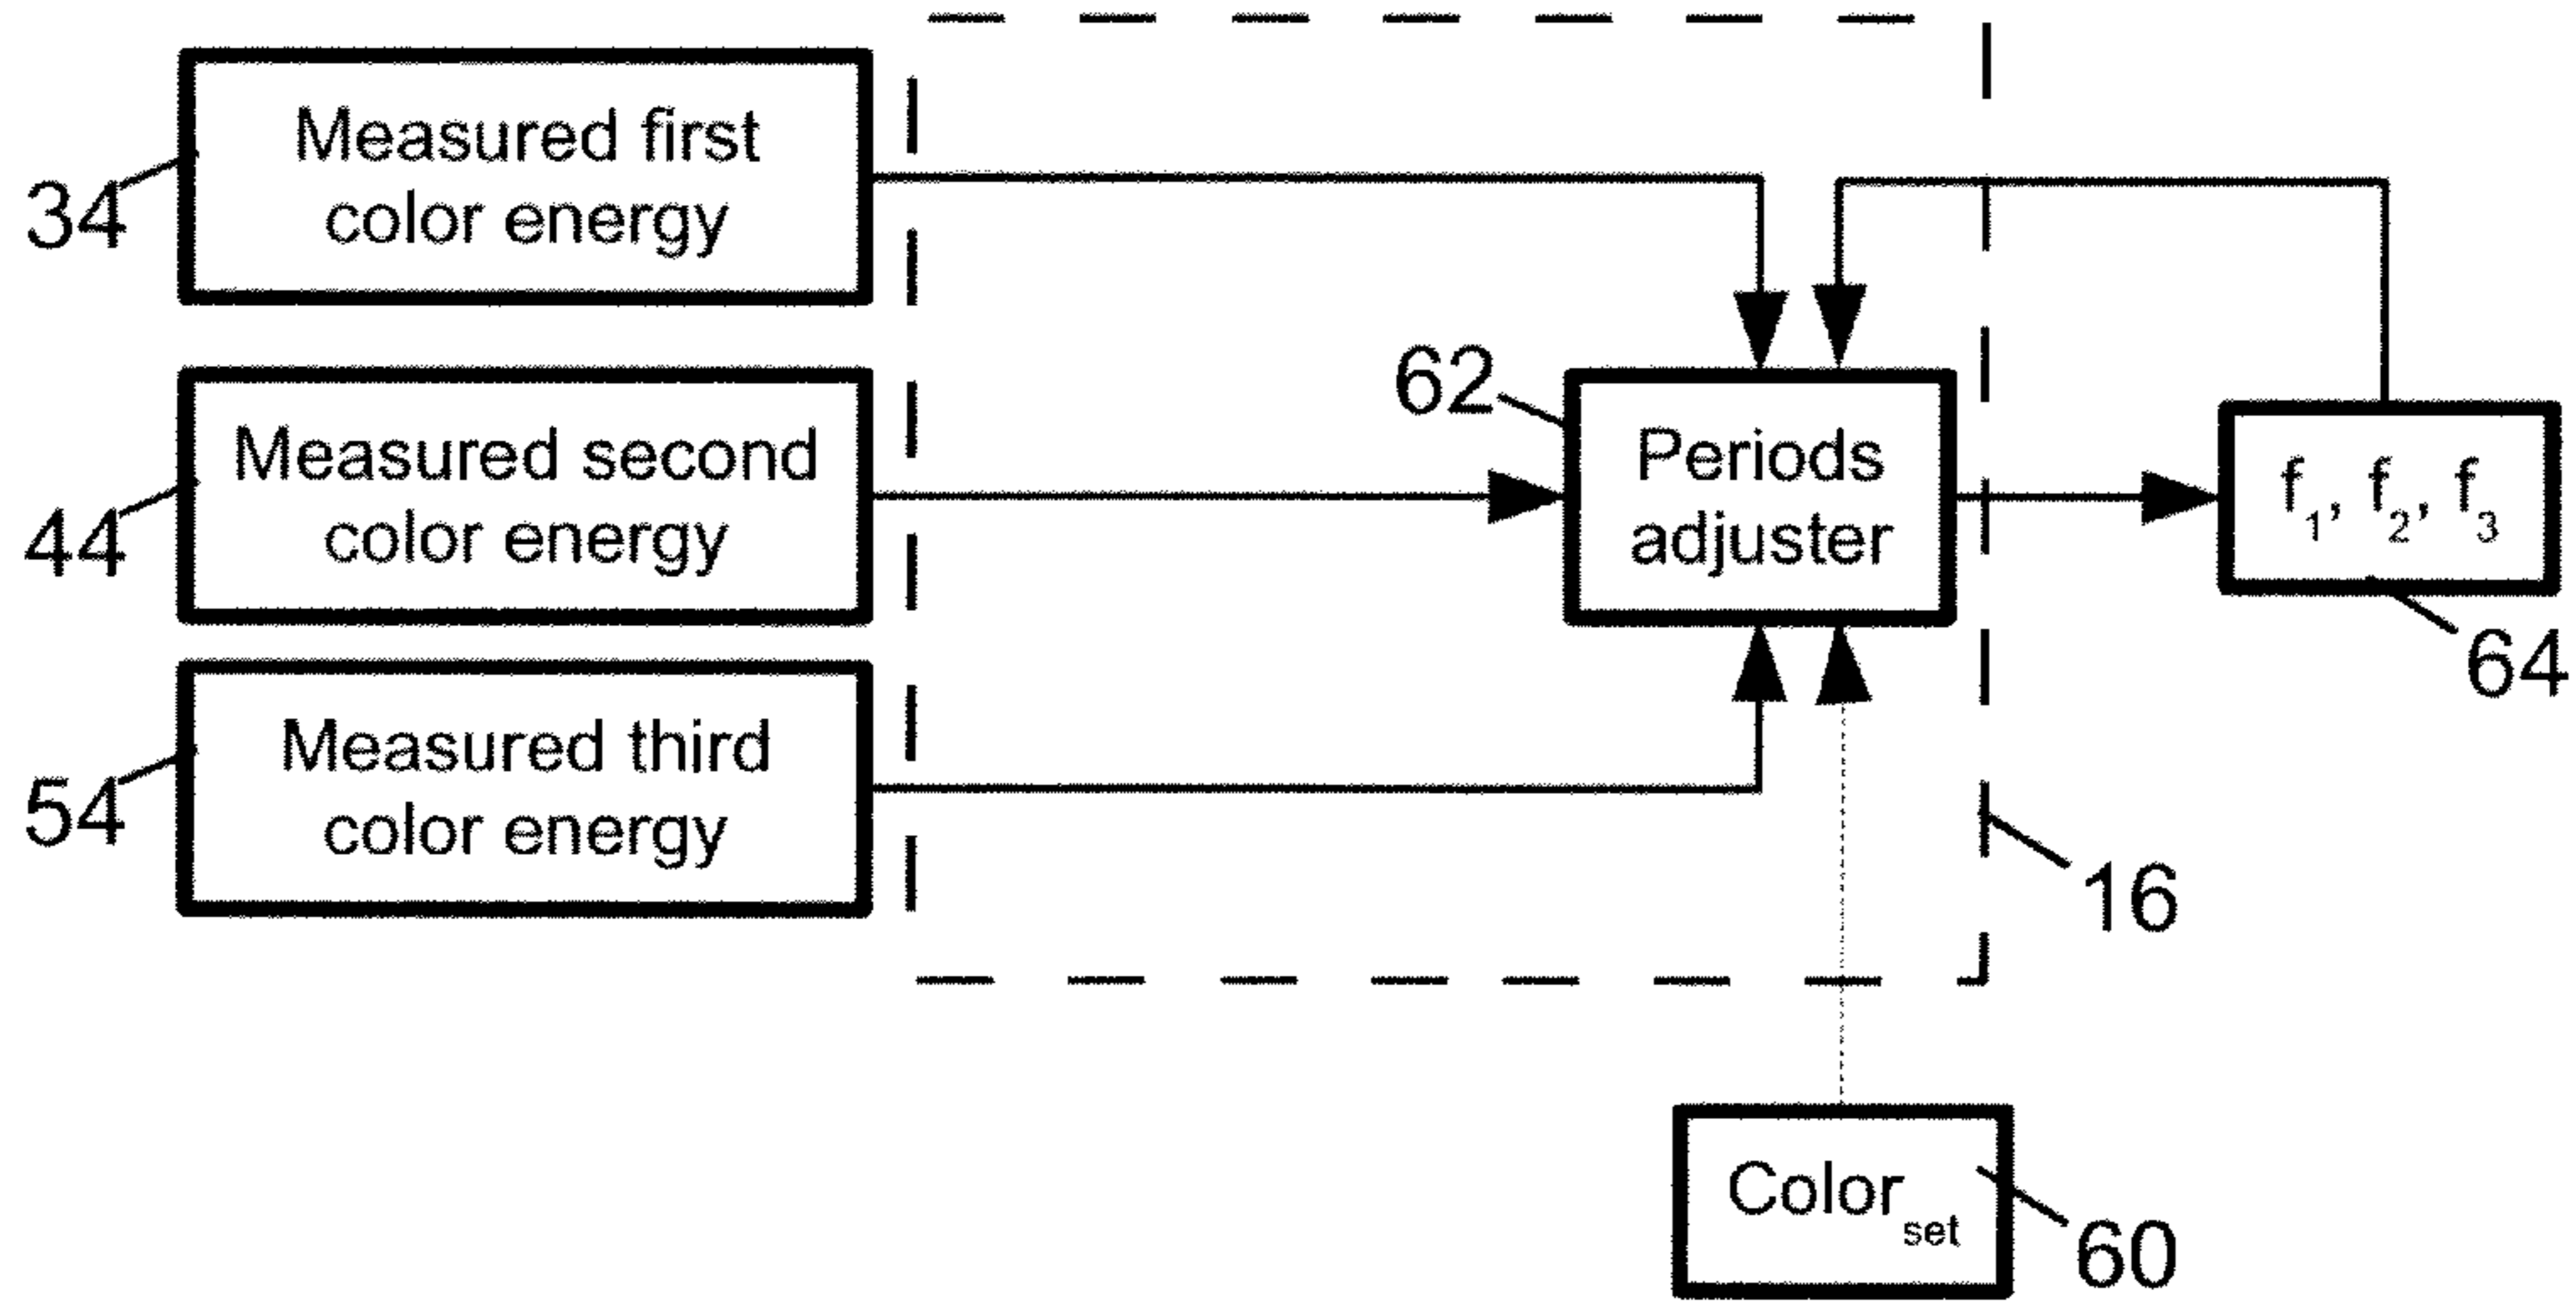 Measured first
color energy
34
Measured second
color energy
44
Measured third
color energy
54
62
Periods
adjuster
f₁, f₂, f₃
64
16
Color_set
60